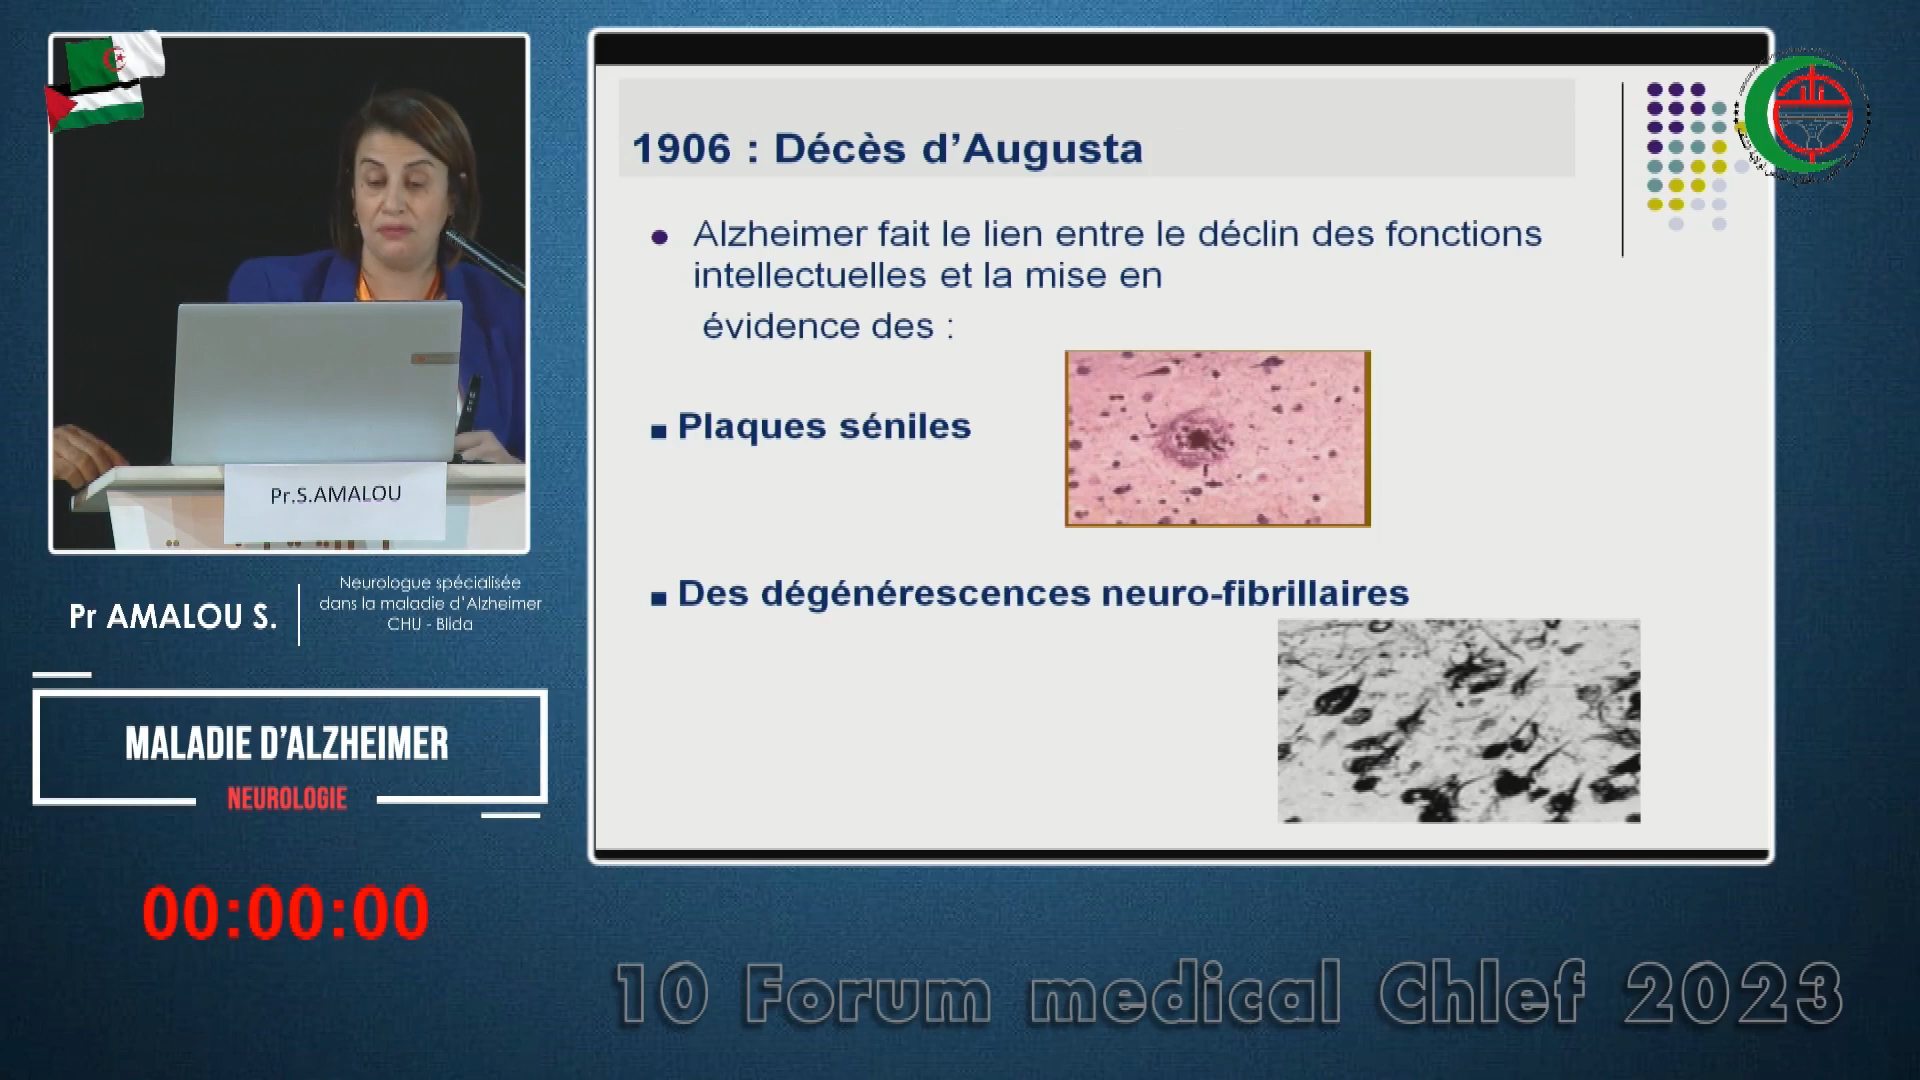 1906 : Décès d’Augusta
Alzheimer fait le lien entre le déclin des fonctions
intellectuelles et la mise en
évidence des :
Plaques séniles
Des dégénérescences neuro-fibrillaires
Pr.S.AMALOU
Pr AMALOU S.
Neurologue spécialisée
dans la maladie d’Alzheimer
CHU - Blida
MALADIE D’ALZHEIMER
NEUROLOGIE
00:00:00
10 Forum medical Chlef 2023